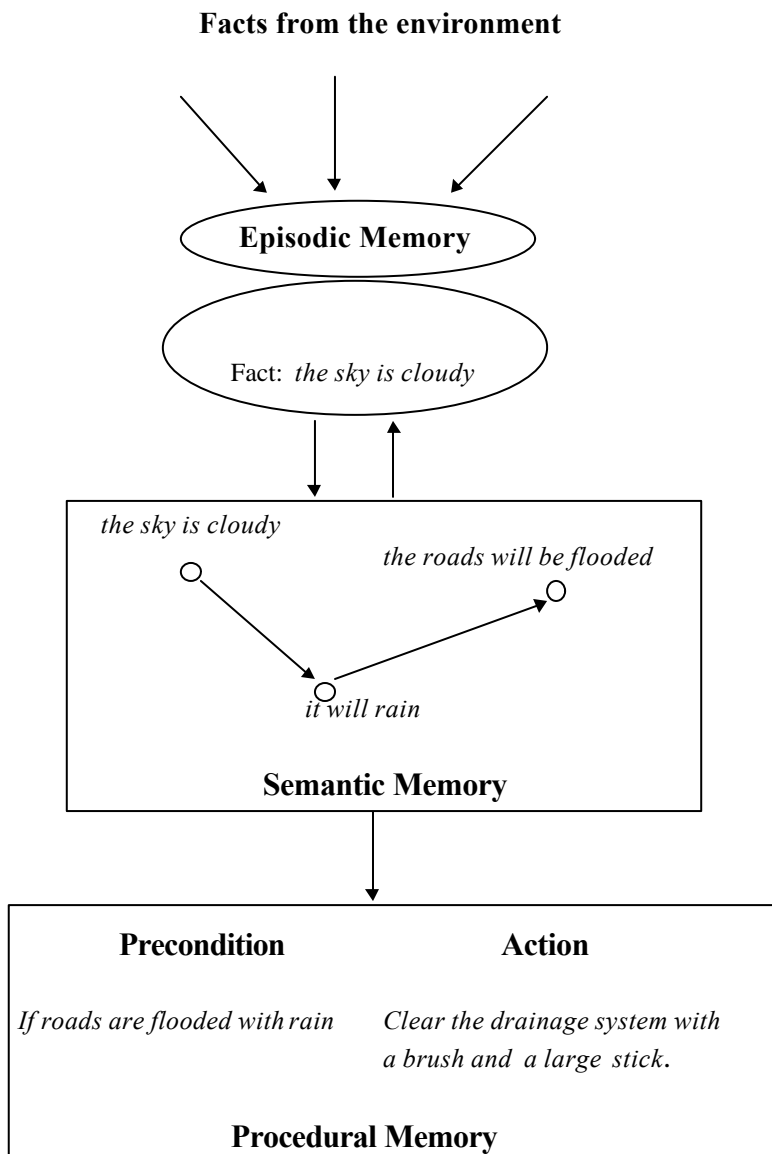 Facts from the environment
Episodic Memory
Fact: the sky is cloudy
the sky is cloudy
the roads will be flooded
it will rain
Semantic Memory
Precondition
Action
If roads are flooded with rain
Clear the drainage system with
a brush and a large stick.
Procedural Memory